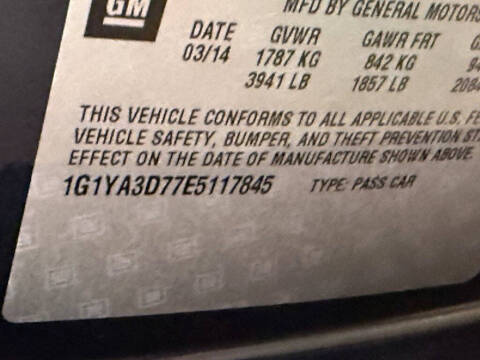 GM
MFD BY GENERAL MOTORS
DATE GVWR GAWR FRT
03/14 1787 KG 842 KG
3941 LB 1857 LB
THIS VEHICLE CONFORMS TO ALL APPLICABLE U.S.
VEHICLE SAFETY, BUMPER, AND THEFT PREVENTION
EFFECT ON THE DATE OF MANUFACTURE SHOWN ABOVE.
1G1YA3D77E5117845 TYPE: PASS CAR